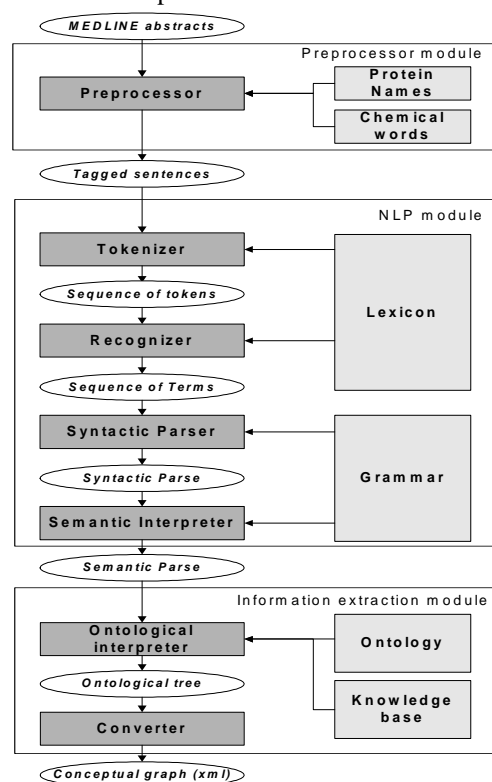 MEDLINE abstracts
Preprocessor module
Preprocessor
Protein
Names
Chemical
words
Tagged sentences
NLP module
Tokenizer
Sequence of tokens
Lexicon
Recognizer
Sequence of Terms
Syntactic Parser
Syntactic Parse
Grammar
Semantic Interpreter
Semantic Parse
Information extraction module
Ontological
interpreter
Ontology
Ontological tree
Knowledge
base
Converter
Conceptual graph (xml)